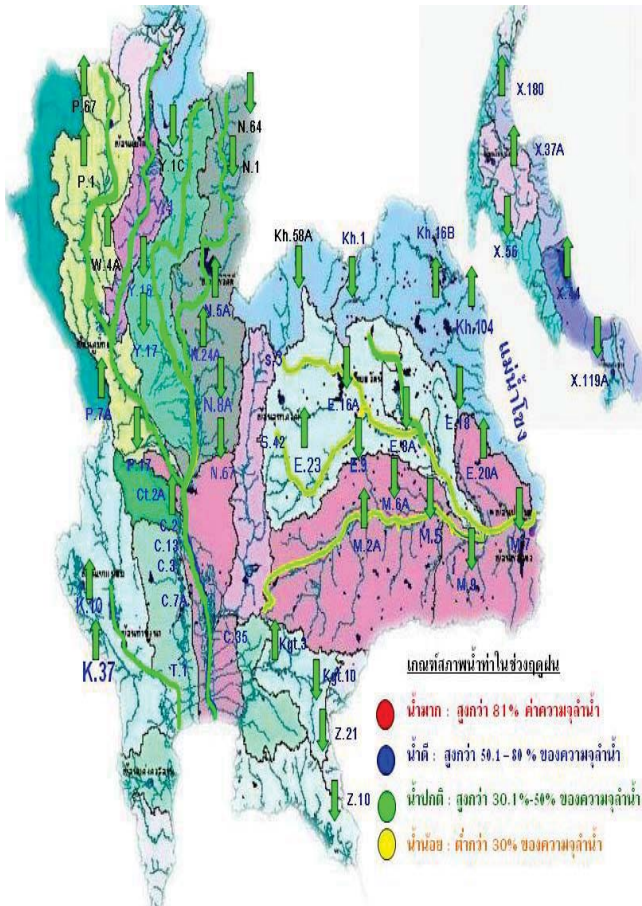 P.67
N.64
X.180
Y.1C
N.1
X.37A
P.1
W.4A
Kh.58A
Kh.1
Kh.16B
X.56
Y.16
N.5A
Kh.104
แม่น้ำโขง
X.119A
Y.17
N.24A
S.3
P.7A
N.8A
E.16A
E.18
S.42
E.8A
P.17
N.67
E.23
E.9
E.20A
Ct.2A
M.6A
C.2
M.5
C.13
M.2A
M.7
C.3
M.9
K.10
C.7A
K.37
C.35
Kgt.3
T.1
Kgt.10
Z.21
Z.10
เกณฑ์สภาพน้ำท่าในช่วงฤดูฝน
น้ำมาก : สูงกว่า 81% ค่าความจุลำน้ำ
น้ำดี : สูงกว่า 50.1 - 80 % ของความจุลำน้ำ
น้ำปกติ : สูงกว่า 30.1%-50% ของความจุลำน้ำ
น้ำน้อย : ต่ำกว่า 30% ของความจุลำน้ำ